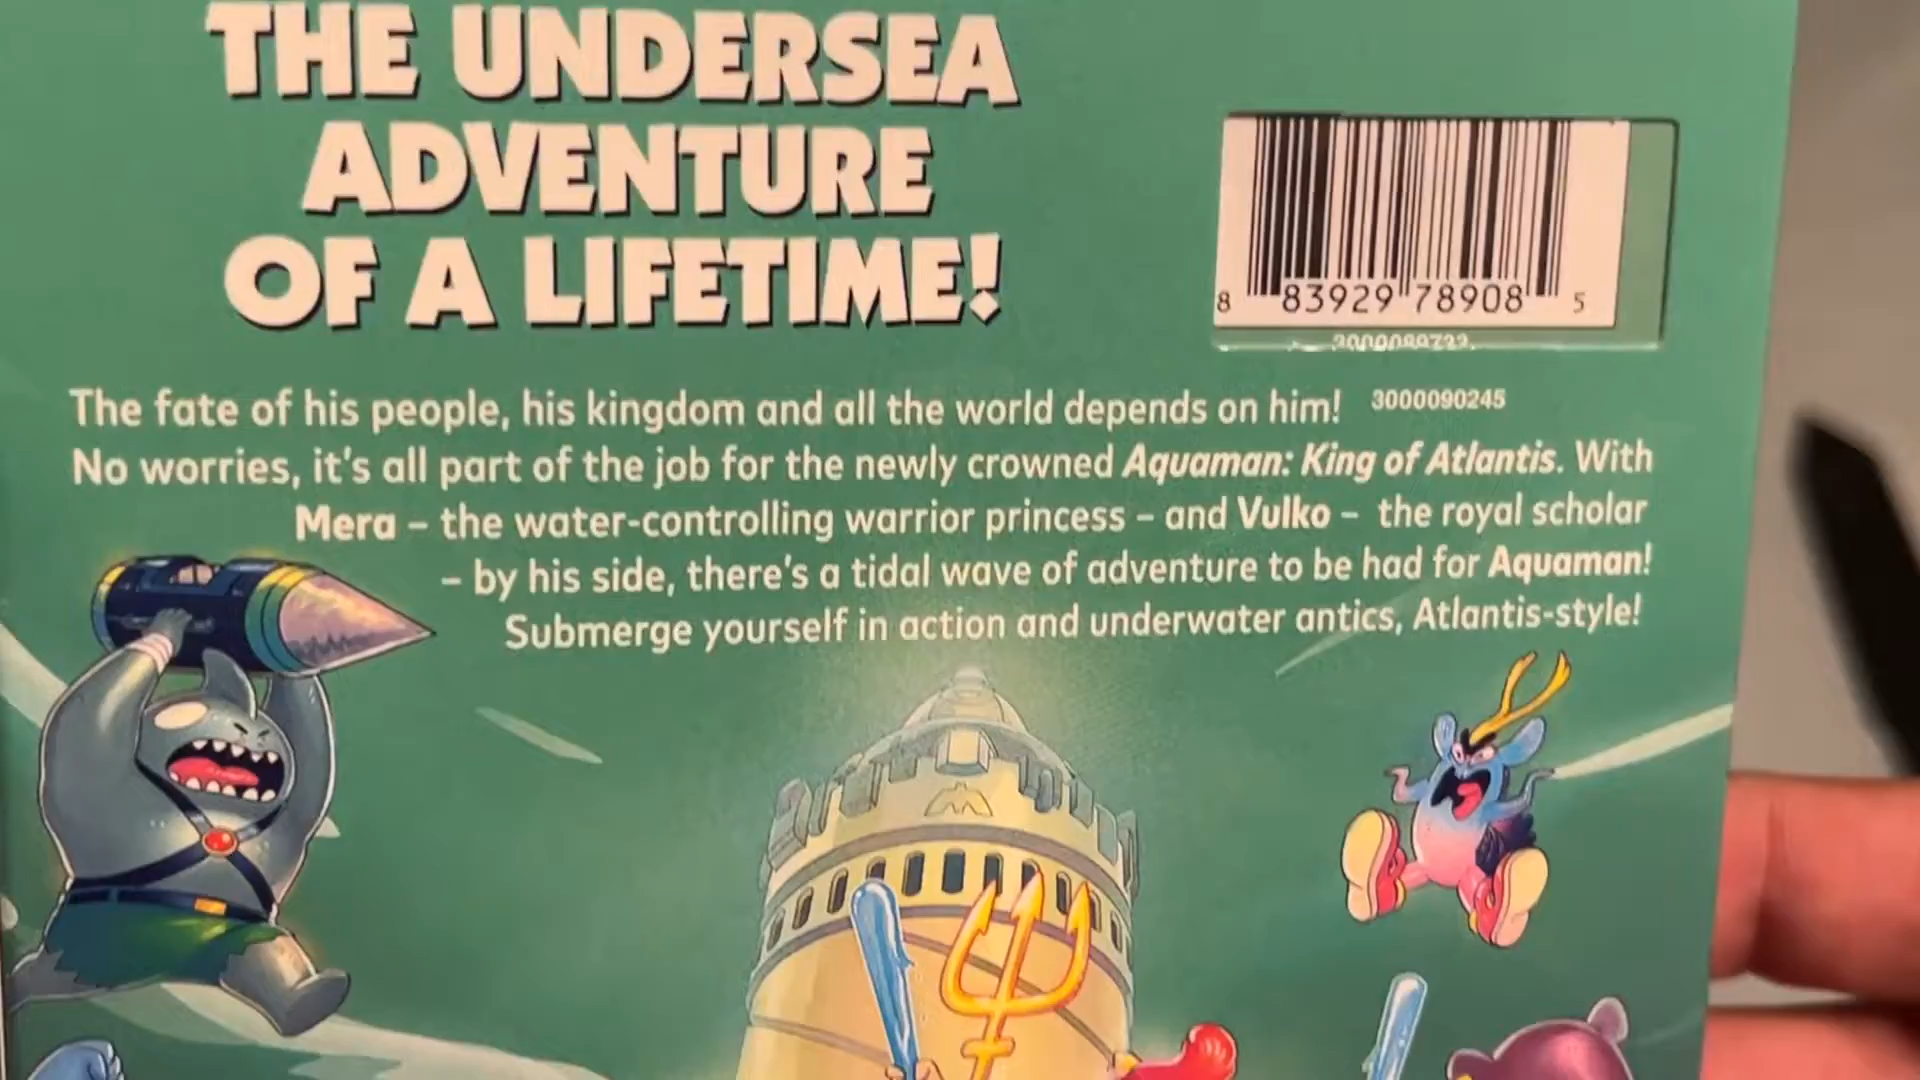 THE UNDERSEA
ADVENTURE
OF A LIFETIME!
8 83929 78908 5
3000089722
The fate of his people, his kingdom and all the world depends on him! 3000090245
No worries, it's all part of the job for the newly crowned Aquaman: King of Atlantis. With
Mera – the water-controlling warrior princess – and Vulko – the royal scholar
– by his side, there's a tidal wave of adventure to be had for Aquaman!
Submerge yourself in action and underwater antics, Atlantis-style!